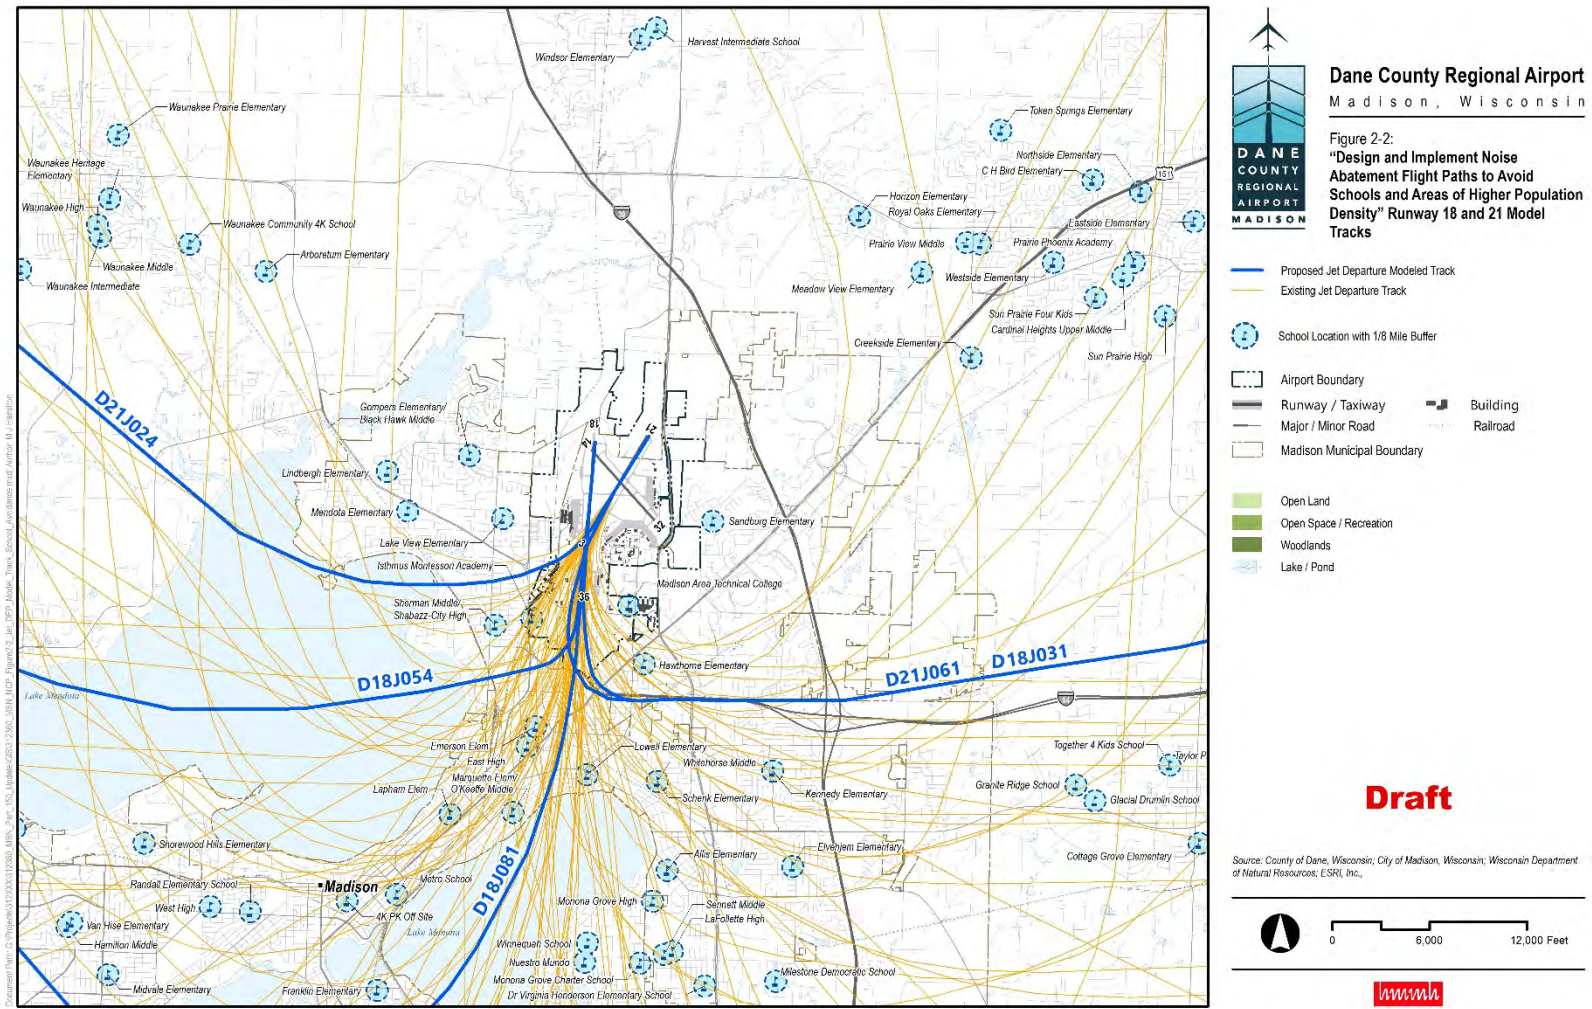 Harvest Intermediate School
Windsor Elementary
Waunakee Prairie Elementary
Token Springs Elementary
Waunakee Heritage
Elementary
Northside Elementary
C H Bird Elementary
151
Waunakee High
Horizon Elementary
Royal Oaks Elementary
Waunakee Community 4K School
Eastside Elementary
Prairie View Middle
Prairie Phoenix Academy
Arboretum Elementary
Waunakee Middle
Waunakee Intermediate
Westside Elementary
Meadow View Elementary
Sun Prairie Four Kids
Cardinal Heights Upper Middle
Creekside Elementary
Sun Prairie High
D21J024
Gompers Elementary/
Black Hawk Middle
14
18
21
Lindbergh Elementary
Mendota Elementary
Sandburg Elementary
32
Lake View Elementary
Isthmus Montessori Academy
Madison Area Technical College
36
Sherman Middle/
Shabazz-City High
Hawthorne Elementary
D18J054
D21J061
D18J031
Lake Mendota
Emerson Elem
East High
Lowell Elementary
Whitehorse Middle
Together 4 Kids School
Taylor P
Marquette Elem/
O'Keeffe Middle
Lapham Elem
Schenk Elementary
Kennedy Elementary
Granite Ridge School
Glacial Drumlin School
Shorewood Hills Elementary
Allis Elementary
Elvehjem Elementary
Cottage Grove Elementary
D18J081
Randall Elementary School
Madison
Metro School
West High
4K PK Off Site
Monona Grove High
Sennett Middle
LaFollette High
Van Hise Elementary
Hamilton Middle
Lake Monona
Winnequah School
Nuestro Mundo
Monona Grove Charter School
Milestone Democratic School
Midvale Elementary
Franklin Elementary
Dr Virginia Henderson Elementary School
DANE
COUNTY
REGIONAL
AIRPORT
MADISON
Dane County Regional Airport
Madison, Wisconsin
Figure 2-2:
“Design and Implement Noise
Abatement Flight Paths to Avoid
Schools and Areas of Higher Population
Density” Runway 18 and 21 Model
Tracks
Proposed Jet Departure Modeled Track
Existing Jet Departure Track
School Location with 1/8 Mile Buffer
Airport Boundary
Runway / Taxiway
Building
Major / Minor Road
Railroad
Madison Municipal Boundary
Open Land
Open Space / Recreation
Woodlands
Lake / Pond
Draft
Source: County of Dane, Wisconsin; City of Madison, Wisconsin; Wisconsin Department
of Natural Resources; ESRI, Inc.,
0 6,000 12,000 Feet
hmmh